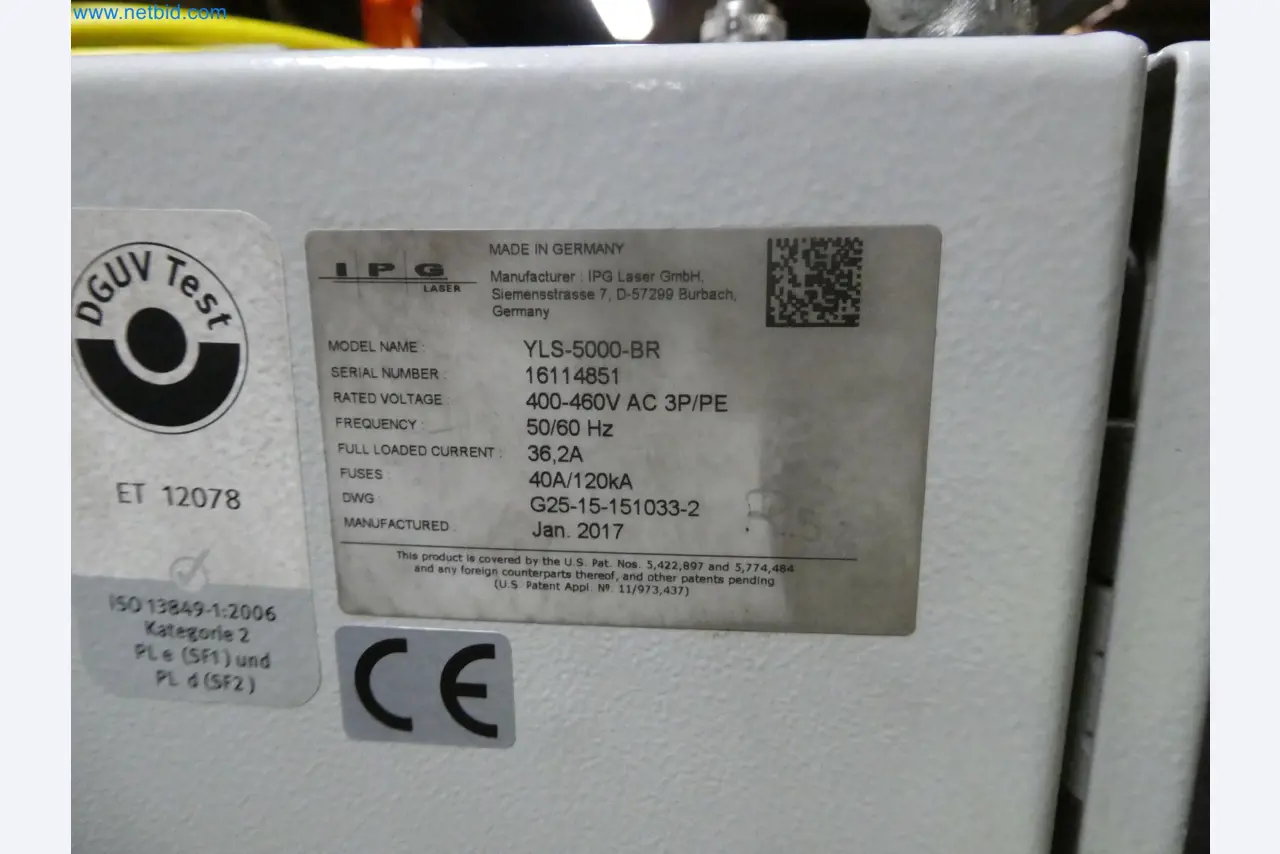 www.netbid.com
DGUV Test
ET 12078
ISO 13849-1:2006
Kategorie 2
PL e (SF1) und
PL d (SF2)
IPG
LASER
MADE IN GERMANY
Manufacturer : IPG Laser GmbH,
Siemensstrasse 7, D-57299 Burbach,
Germany
MODEL NAME : YLS-5000-BR
SERIAL NUMBER : 16114851
RATED VOLTAGE : 400-460V AC 3P/PE
FREQUENCY : 50/60 Hz
FULL LOADED CURRENT : 36,2A
FUSES : 40A/120kA
DWG : G25-15-151033-2
MANUFACTURED : Jan. 2017
This product is covered by the U.S. Pat. Nos. 5,422,897 and 5,774,484
and any foreign counterparts thereof, and other patents pending
(U.S. Patent Appl. Nº. 11/973,437)
CE